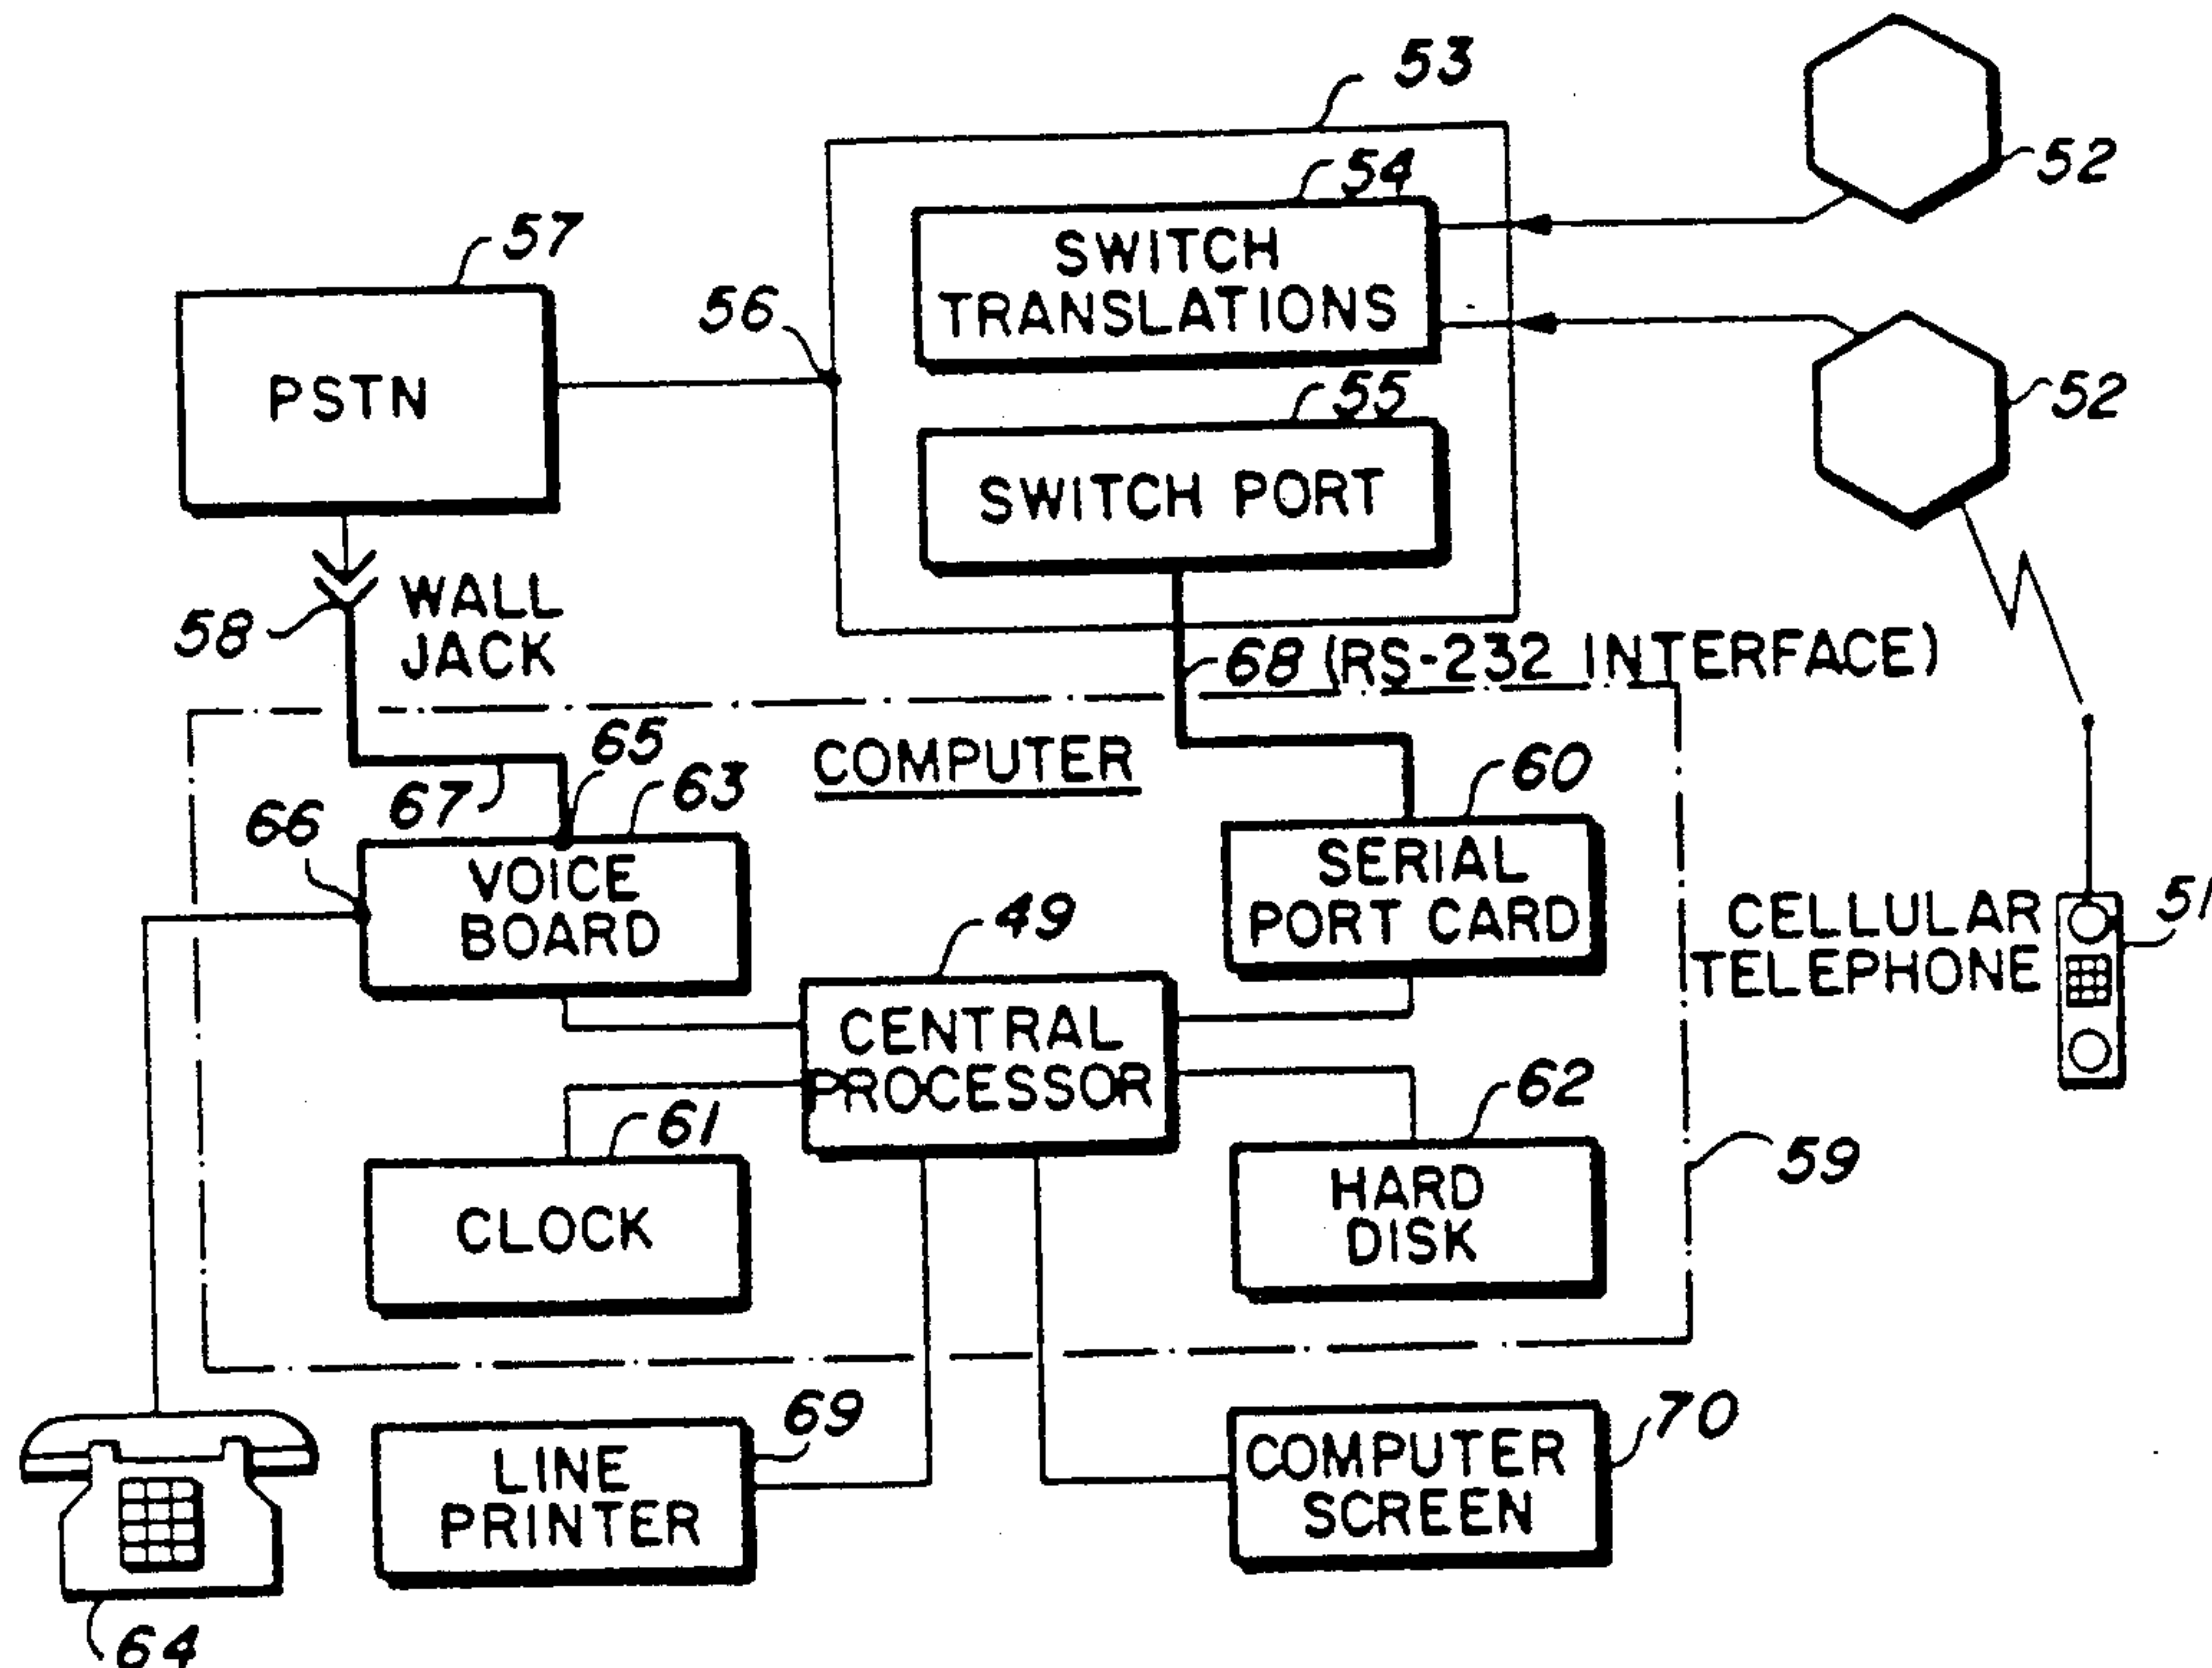 53
52
54
SWITCH
TRANSLATIONS
57
56
PSTN
52
55
SWITCH PORT
58
WALL
JACK
68 (RS-232 INTERFACE)
COMPUTER
65
63
67
66
60
VOICE
BOARD
SERIAL
PORT CARD
49
CELLULAR
TELEPHONE
51
CENTRAL
PROCESSOR
61
62
59
CLOCK
HARD
DISK
69
70
LINE
PRINTER
COMPUTER
SCREEN
64